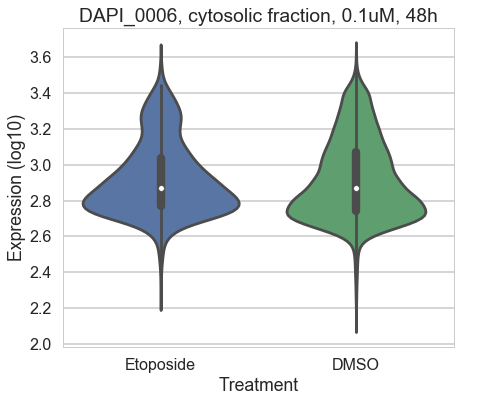 DAPI_0006, cytosolic fraction, 0.1uM, 48h
Expression (log10)
3.6
3.4
3.2
3.0
2.8
2.6
2.4
2.2
2.0
Etoposide DMSO
Treatment